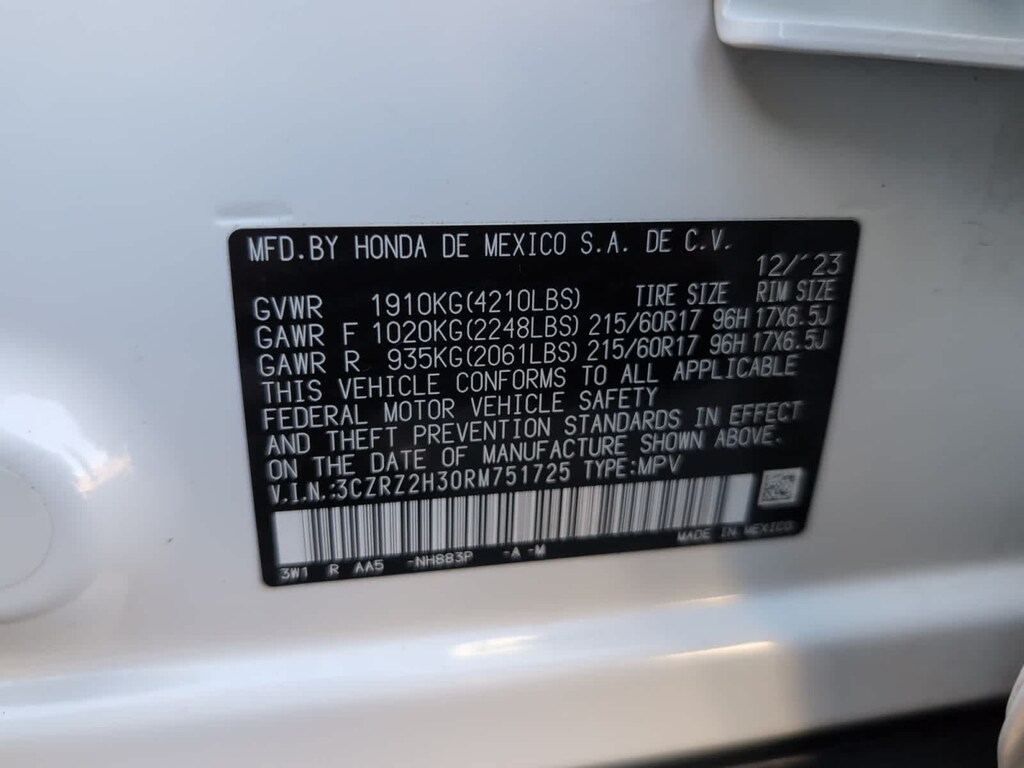 MFD.BY HONDA DE MEXICO S.A. DE C.V.
12/'23
GVWR 1910KG(4210LBS) TIRE SIZE RIM SIZE
GAWR F 1020KG(2248LBS) 215/60R17 96H 17X6.5J
GAWR R 935KG(2061LBS) 215/60R17 96H 17X6.5J
THIS VEHICLE CONFORMS TO ALL APPLICABLE
FEDERAL MOTOR VEHICLE SAFETY
AND THEFT PREVENTION STANDARDS IN EFFECT
ON THE DATE OF MANUFACTURE SHOWN ABOVE.
V.I.N.:3CZRZ2H30RM751725 TYPE:MPV
MADE IN MEXICO
3W1 R AA5 -NH883P -A -M